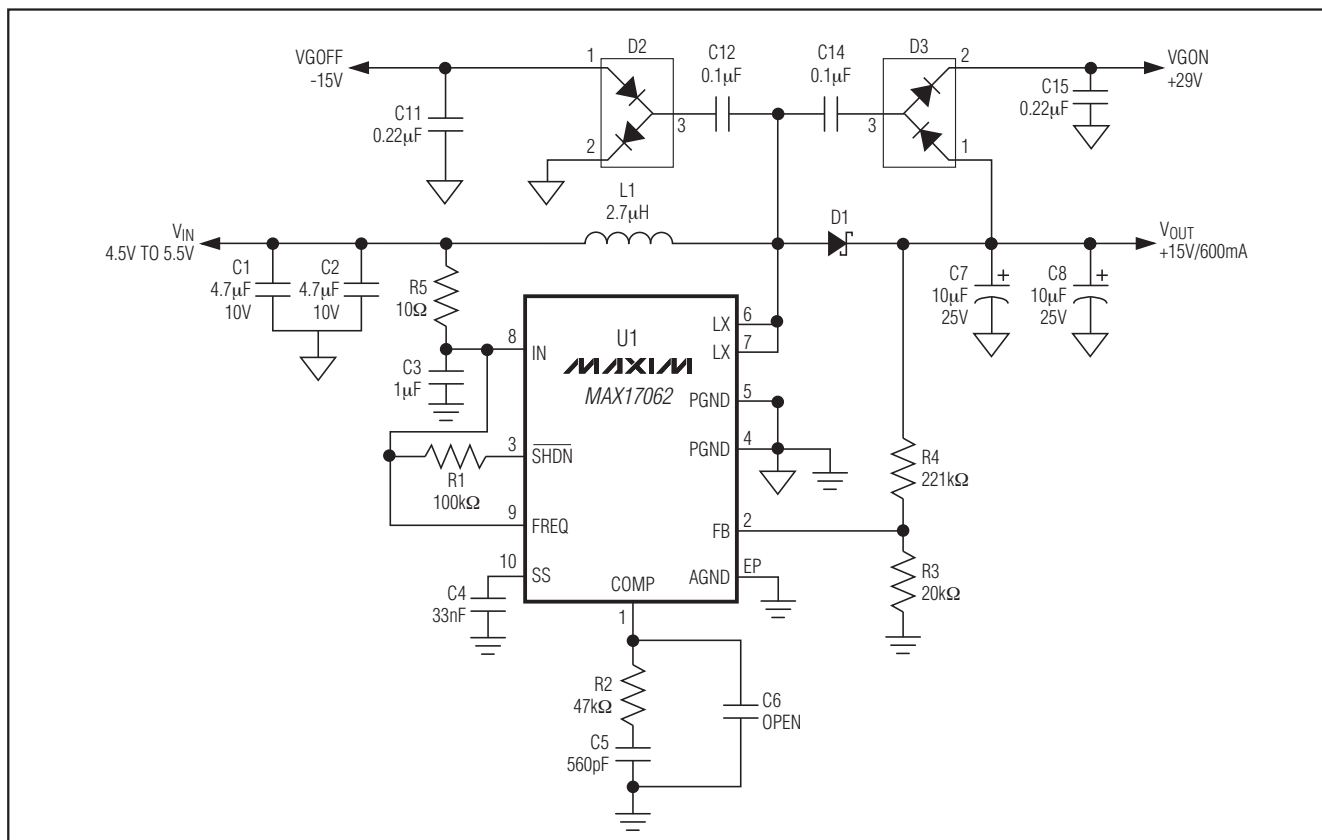 VGOFF
-15V
C11
0.22µF
1
D2
2
3
C12
0.1µF
C14
0.1µF
D3
3
2
1
C15
0.22µF
VGON
+29V
VIN
4.5V TO 5.5V
C1
4.7µF
10V
C2
4.7µF
10V
R5
10Ω
L1
2.7µH
D1
VOUT
+15V/600mA
C7
10µF
25V
+
C8
10µF
25V
+
C3
1µF
R1
100kΩ
8
IN
3
SHDN
9
FREQ
10
SS
C4
33nF
U1
MAXIM
MAX17062
LX
6
LX
7
PGND
5
PGND
4
FB
2
AGND
EP
COMP
1
R4
221kΩ
R3
20kΩ
R2
47kΩ
C5
560pF
C6
OPEN